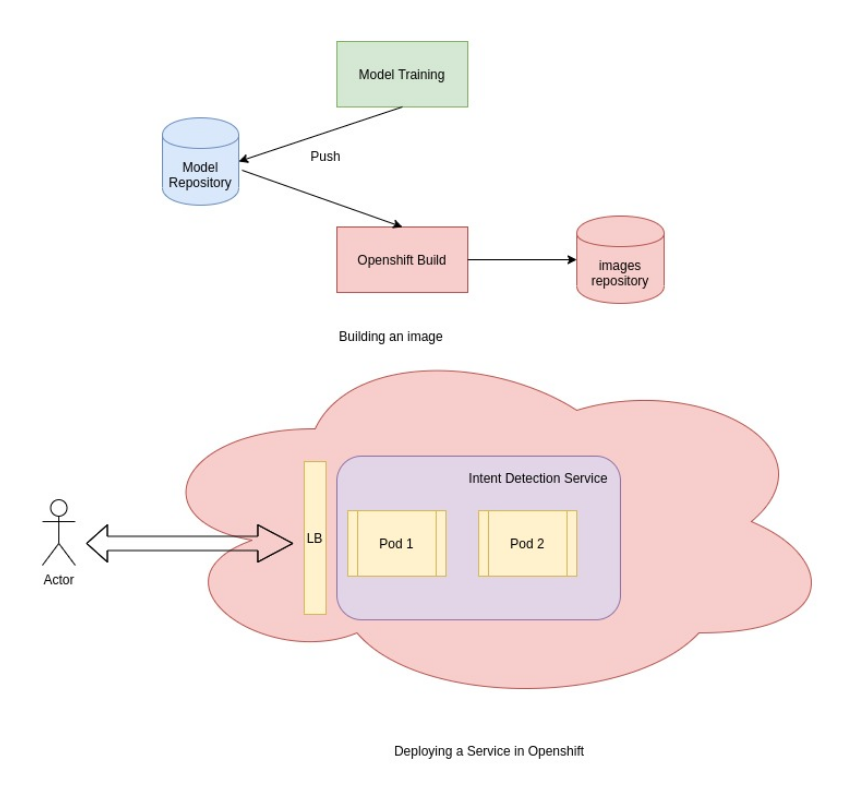 Model Training
Push
Model
Repository
Openshift Build
images
repository
Building an image
Intent Detection Service
LB
Pod 1
Pod 2
Actor
Deploying a Service in Openshift